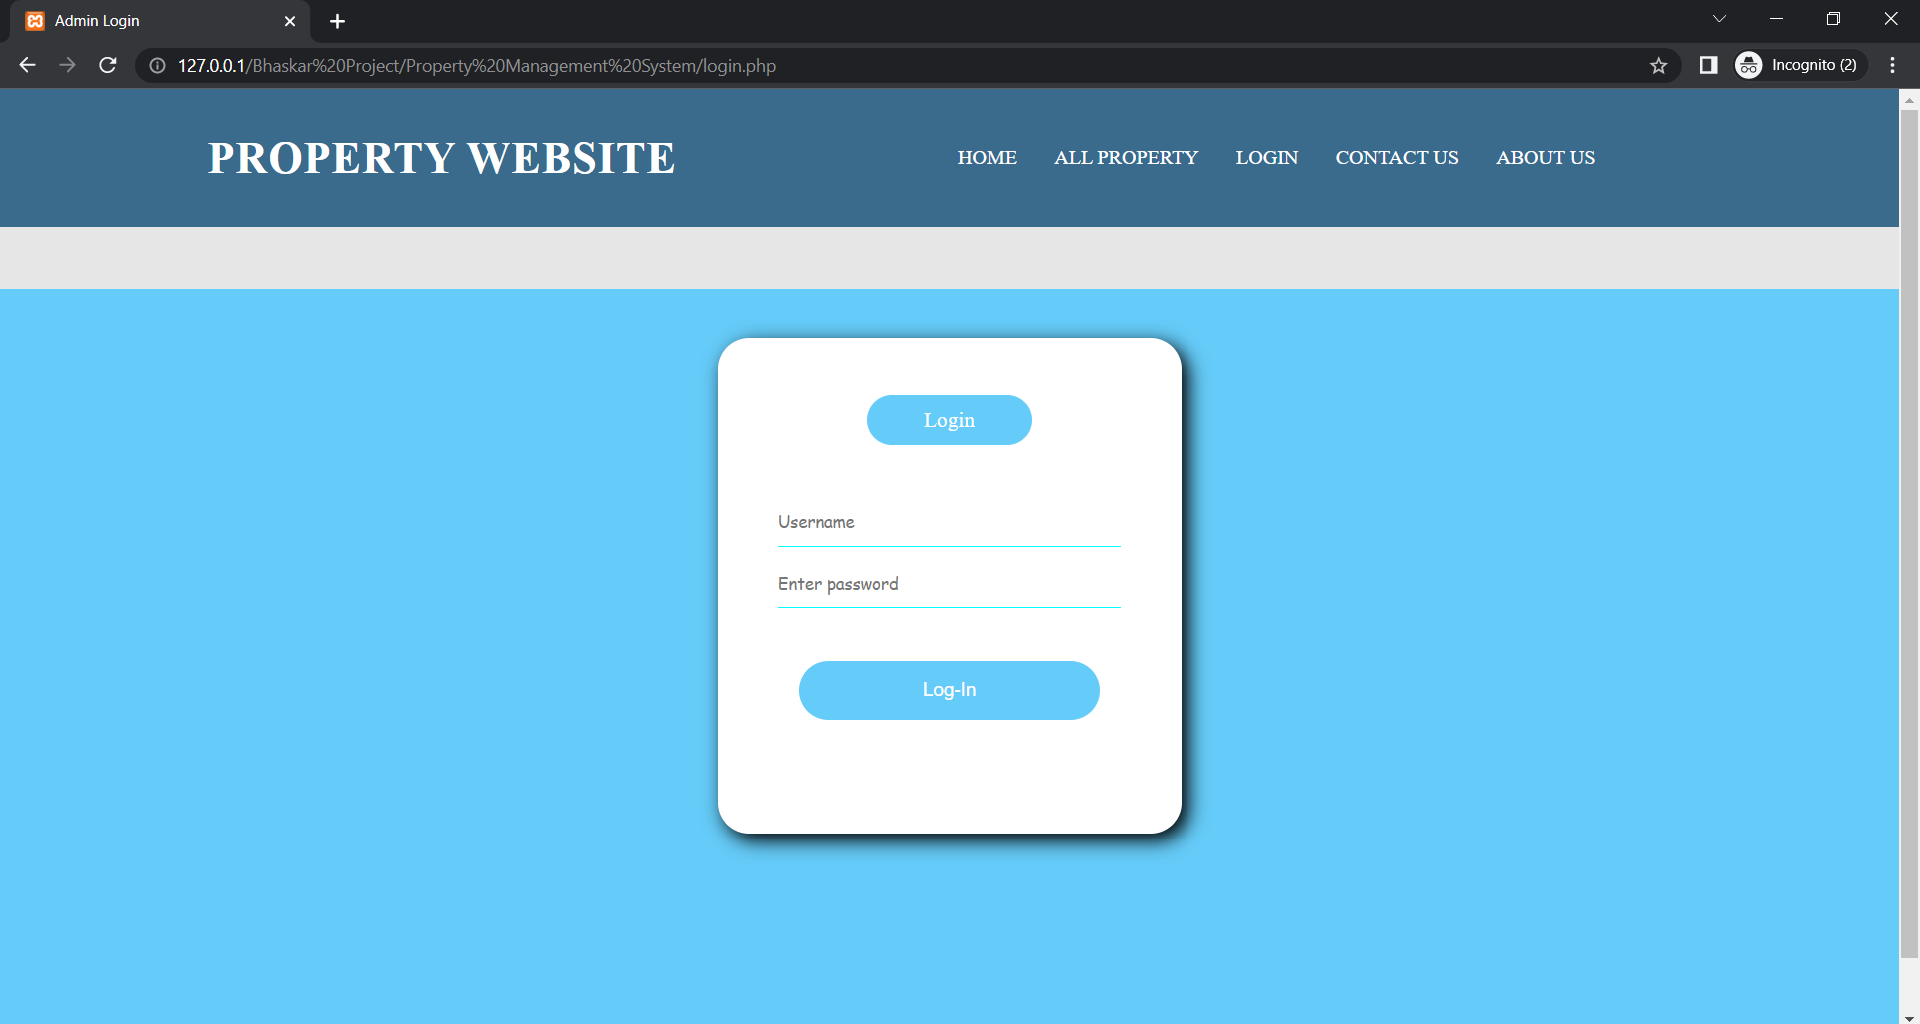 Admin Login
127.0.0.1/Bhaskar%20Project/Property%20Management%20System/login.php
Incognito (2)
PROPERTY WEBSITE
HOME ALL PROPERTY LOGIN CONTACT US ABOUT US
Login
Username
Enter password
Log-In